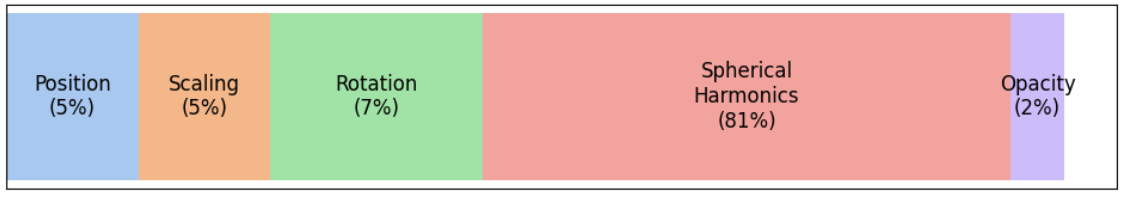 Position
(5%)
Scaling
(5%)
Rotation
(7%)
Spherical
Harmonics
(81%)
Opacity
(2%)